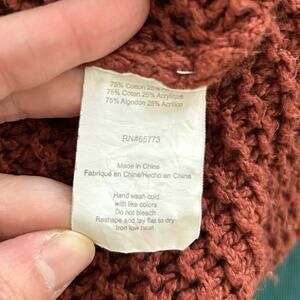 75% Cotton 25%
75% Coton 25% Acrylique
75% Algodón 25% Acrílico
RN#65773
Made in China
Fabriqué en China/Hecho en China
Hand wash cold
with like colors
Do not bleach
Reshape and lay flat to dry
Iron low heat